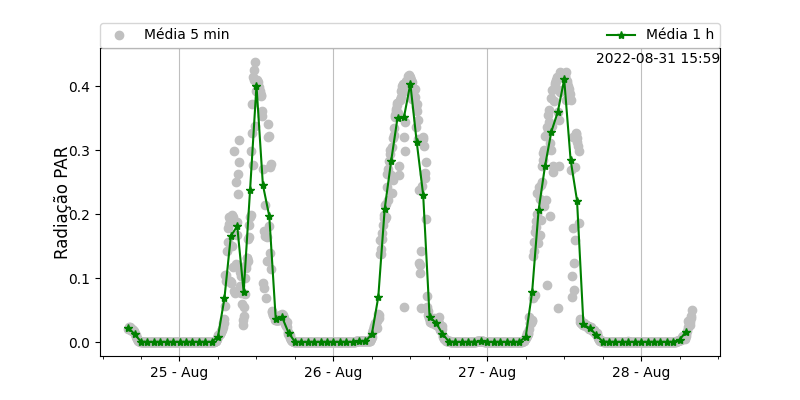 Média 5 min
Média 1 h
2022-08-31 15:59
Radiação PAR
0.4
0.3
0.2
0.1
0.0
25 - Aug
26 - Aug
27 - Aug
28 - Aug